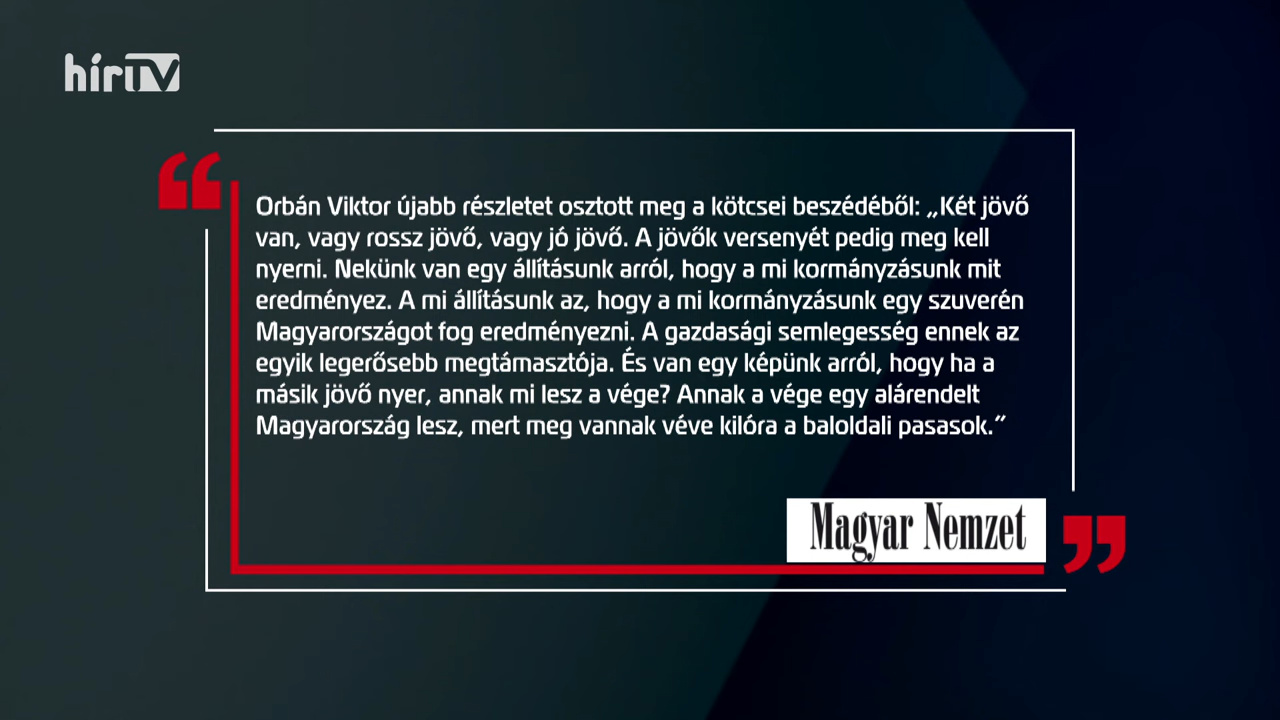 hírTV
Orbán Viktor újabb részletet osztott meg a kötcsei beszédéből: „Két jövő
van, vagy rossz jövő, vagy jó jövő. A jövők versenyét pedig meg kell
nyerni. Nekünk van egy állításunk arról, hogy a mi kormányzásunk mit
eredményez. A mi állításunk az, hogy a mi kormányzásunk egy szuverén
Magyarországot fog eredményezni. A gazdasági semlegesség ennek az
egyik legerősebb megtámasztója. És van egy képünk arról, hogy ha a
másik jövő nyer, annak mi lesz a vége? Annak a vége egy alárendelt
Magyarország lesz, mert meg vannak véve kilóra a baloldali pasasok.”
Magyar Nemzet